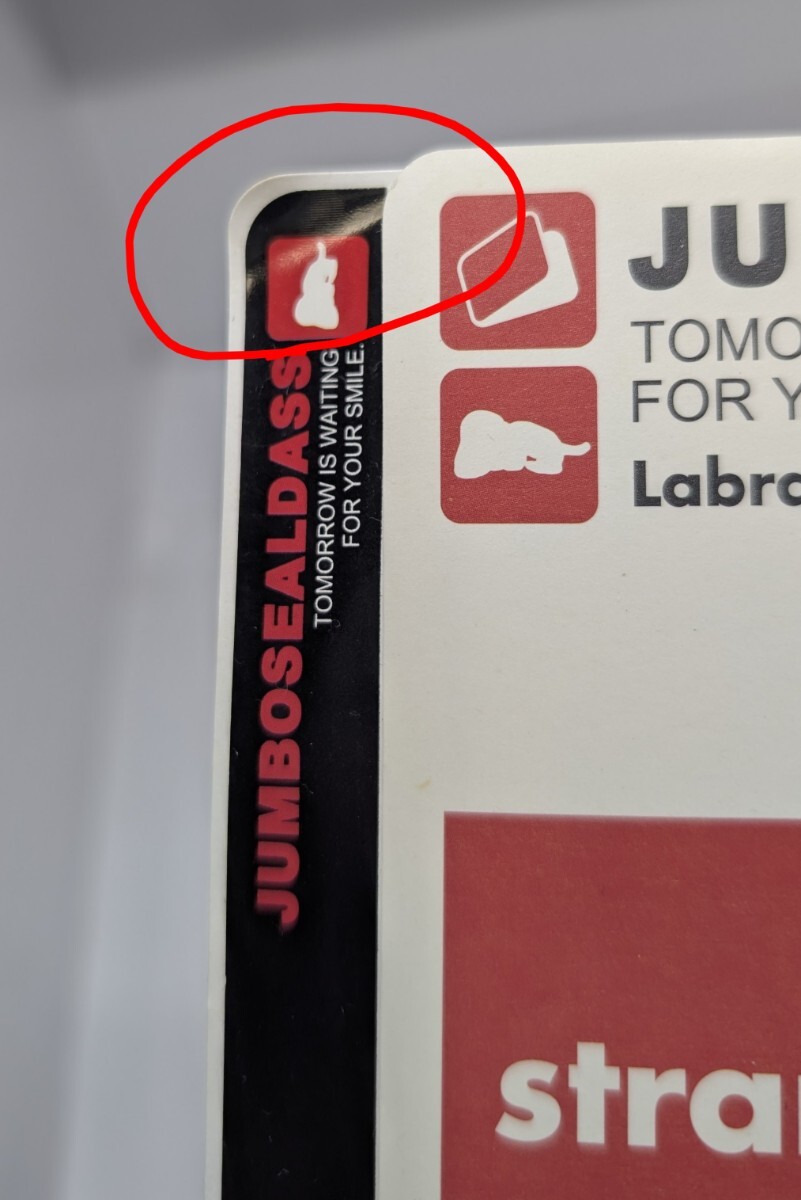 JUMBOSEALDASS
TOMORROW IS WAITING
FOR YOUR SMILE.
JU
TOMO
FOR Y
Labra
stra